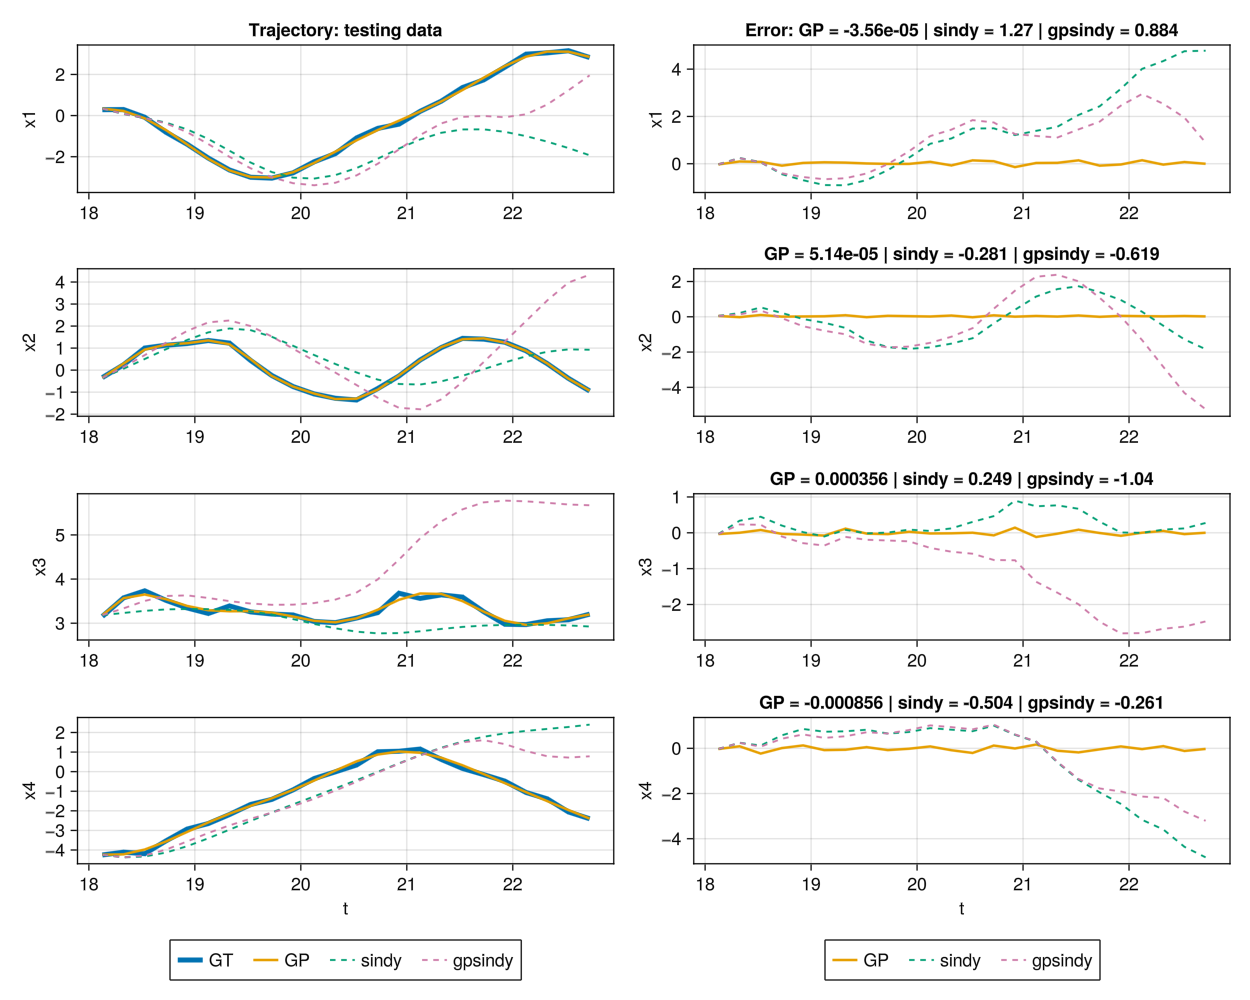 Trajectory: testing data
x1
2
0
−2
18 19 20 21 22
Error: GP = -3.56e-05 | sindy = 1.27 | gpsindy = 0.884
x1
4
2
0
18 19 20 21 22
x2
4
3
2
1
0
−1
−2
18 19 20 21 22
GP = 5.14e-05 | sindy = -0.281 | gpsindy = -0.619
x2
2
0
−2
−4
18 19 20 21 22
x3
5
4
3
18 19 20 21 22
GP = 0.000356 | sindy = 0.249 | gpsindy = -1.04
x3
1
0
−1
−2
18 19 20 21 22
x4
2
1
0
−1
−2
−3
−4
18 19 20 21 22
t
GP = -0.000856 | sindy = -0.504 | gpsindy = -0.261
x4
0
−2
−4
18 19 20 21 22
t
GT GP sindy gpsindy
GP sindy gpsindy